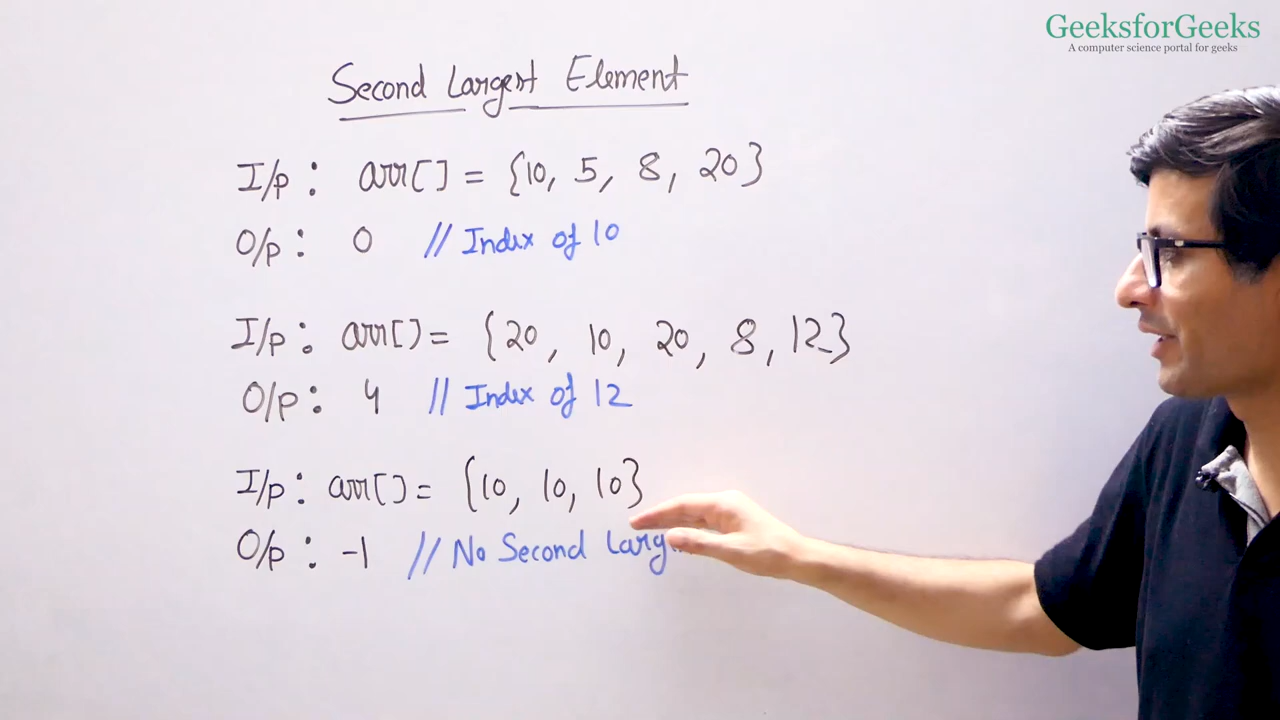 GeeksforGeeks
A computer science portal for geeks
Second Largest Element
I/p : arr[] = {10, 5, 8, 20}
O/p : 0 // Index of 10
I/p : arr[] = {20, 10, 20, 8, 12}
O/p : 4 // Index of 12
I/p : arr[] = {10, 10, 10}
O/p : -1 // No Second